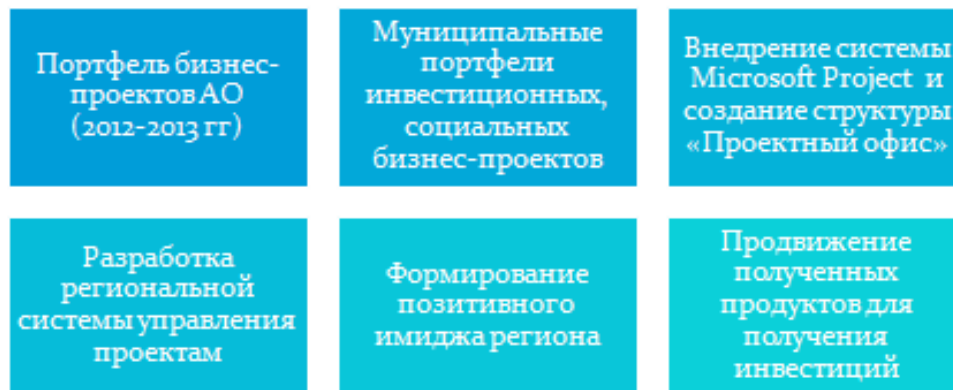 Портфель бизнес-
проектов АО
(2012-2013 гг)
Муниципальные
портфели
инвестиционных,
социальных
бизнес-проектов
Внедрение системы
Microsoft Project и
создание структуры
«Проектный офис»
Разработка
региональной
системы управления
проектам
Формирование
позитивного
имиджа региона
Продвижение
полученных
продуктов для
получения
инвестиций